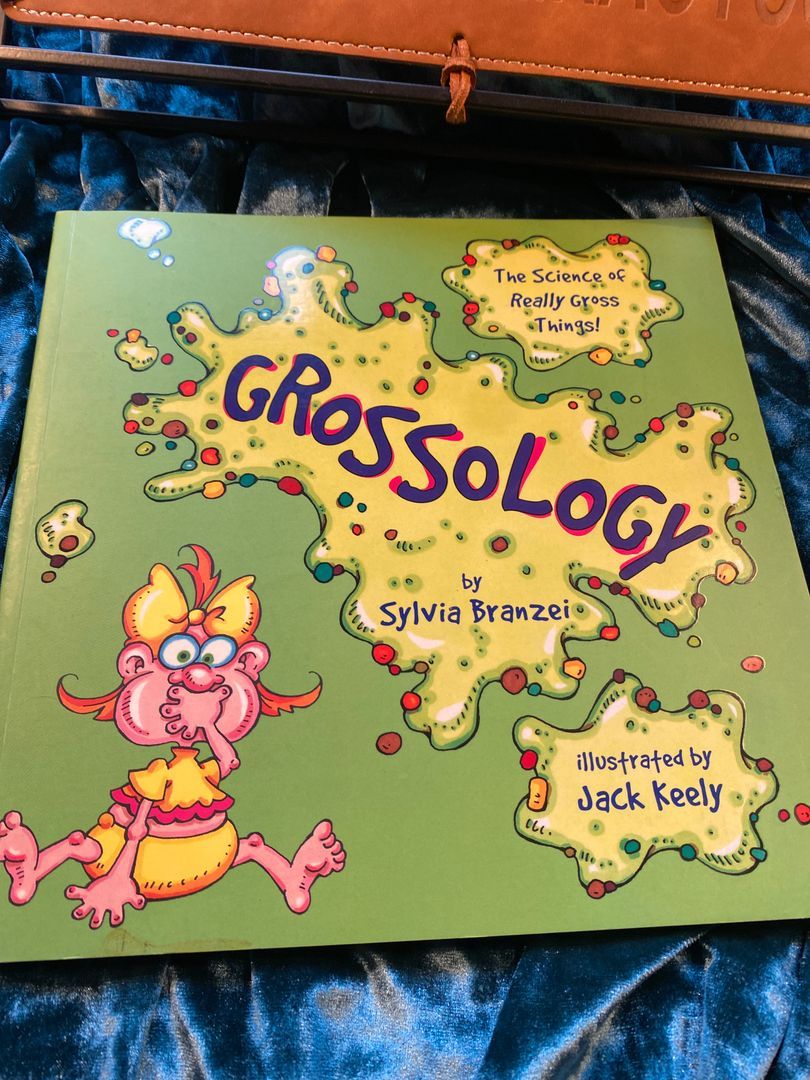 The Science of
Really Gross
Things!
GROSSOLOGY
by
Sylvia Branzei
illustrated by
Jack Keely